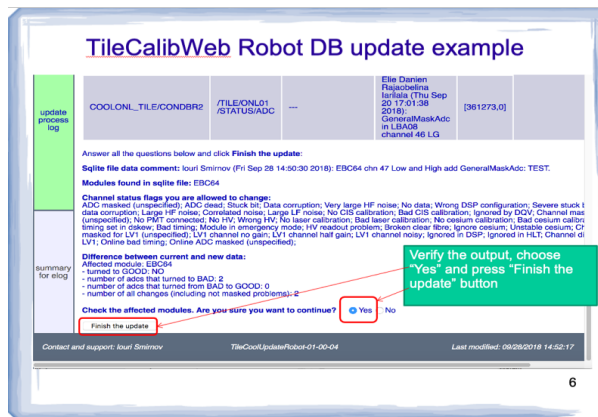 TileCalibWeb Robot DB update example
update process log
COOLONL_TILE/CONDBR2
/TILE/ONL01
/STATUS/ADC
---
Elie Danien
Rajaobelina
Iarilala (Thu Sep
20 17:01:38
2018):
GeneralMaskAdc
in LBA08
channel 46 LG
[361273,0]
Answer all the questions below and click Finish the update:
Sqlite file data comment: Iouri Smirnov (Fri Sep 28 14:50:30 2018): EBC64 chn 47 Low and High add GeneralMaskAdc: TEST.
Modules found in sqlite file: EBC64
Channel status flags you are allowed to change:
ADC masked (unspecified); ADC dead; Stuck bit; Data corruption; Very large HF noise; No data; Wrong DSP configuration; Severe stuck b
data corruption; Large HF noise; Correlated noise; Large LF noise; No CIS calibration; Bad CIS calibration; Ignored by DQV; Channel mas
(unspecified); No PMT connected; No HV; Wrong HV; No laser calibration; Bad laser calibration; No cesium calibration; Bad cesium calibra
timing set in dskew; Bad timing; Module in emergency mode; HV readout problem; Broken clear fibre; Ignore cesium; Unstable cesium; Ch
masked for LV1 (unspecified); LV1 channel no gain; LV1 channel half gain; LV1 channel noisy; Ignored in DSP; Ignored in HLT; Channel di
LV1; Online bad timing; Online ADC masked (unspecified);
summary for elog
Difference between current and new data:
Affected module: EBC64
- turned to GOOD: NO
- number of adcs that turned to BAD: 2
- number of adcs that turned from BAD to GOOD: 0
- number of all changes (including not masked problems): 2
Verify the output, choose
“Yes” and press “Finish the
update” button
Check the affected modules. Are you sure you want to continue? Yes No
Finish the update
Contact and support: Iouri Smirnov TileCoolUpdateRobot-01-00-04 Last modified: 09/28/2018 14:52:17
6